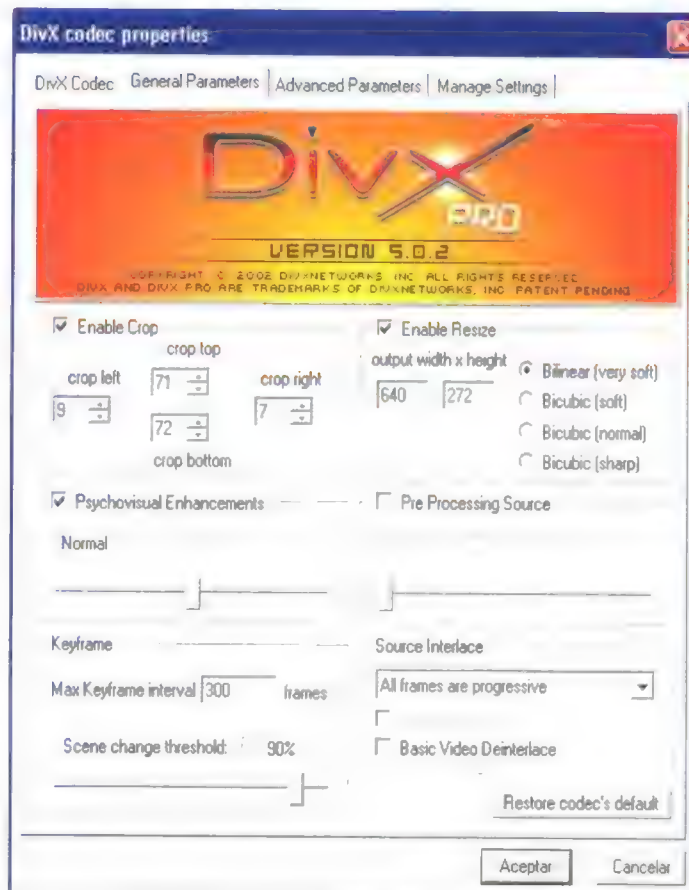 DivX codec properties
DivX Codec General Parameters Advanced Parameters Manage Settings
DivX
PRO
VERSION 5.0.2
COPYRIGHT © 2002 DIVXNETWORKS INC. ALL RIGHTS RESERVED
DIVX AND DIVX PRO ARE TRADEMARKS OF DIVXNETWORKS, INC. PATENT PENDING
Enable Crop
crop top
crop left
71
crop right
9
7
72
crop bottom
Enable Resize
output width x height
640 272
Bilinear (very soft)
Bicubic (soft)
Bicubic (normal)
Bicubic (sharp)
Psychovisual Enhancements
Normal
Pre Processing Source
Keyframe
Max Keyframe interval 300 frames
Scene change threshold: 90%
Source Interlace
All frames are progressive
Basic Video Deinterlace
Restore codec's default
Aceptar Cancelar